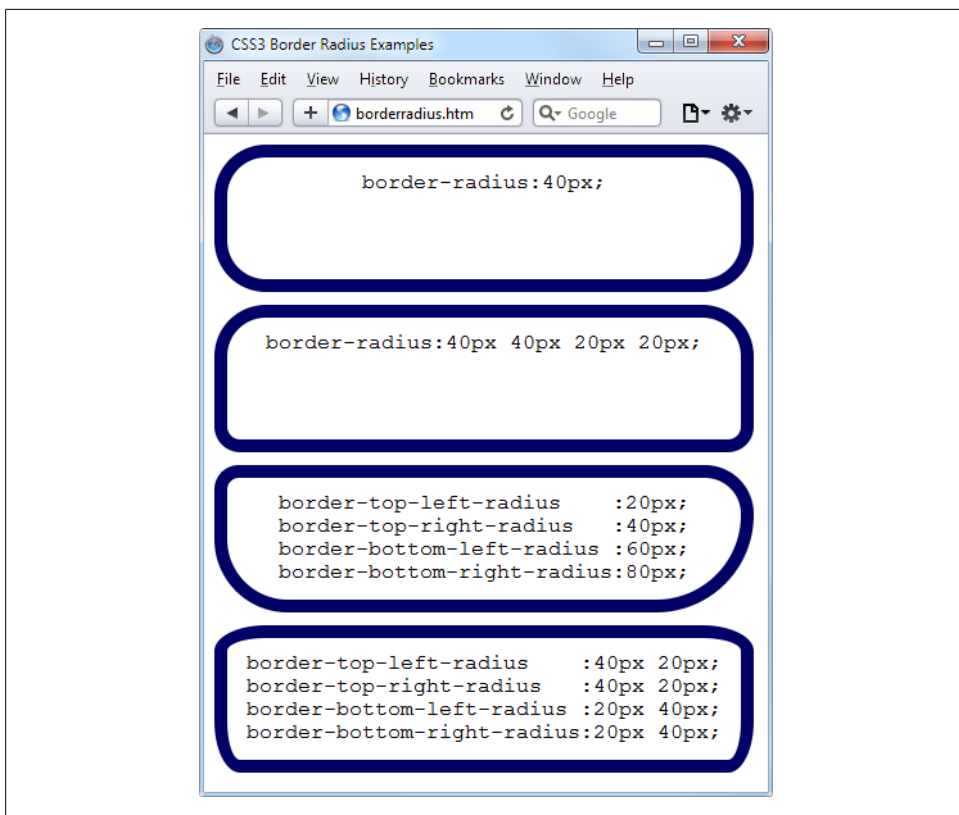 CSS3 Border Radius Examples
File Edit View History Bookmarks Window Help
borderradius.htm Google
border-radius:40px;
border-radius:40px 40px 20px 20px;
border-top-left-radius    :20px;
border-top-right-radius   :40px;
border-bottom-left-radius :60px;
border-bottom-right-radius:80px;
border-top-left-radius    :40px 20px;
border-top-right-radius   :40px 20px;
border-bottom-left-radius :20px 40px;
border-bottom-right-radius:20px 40px;